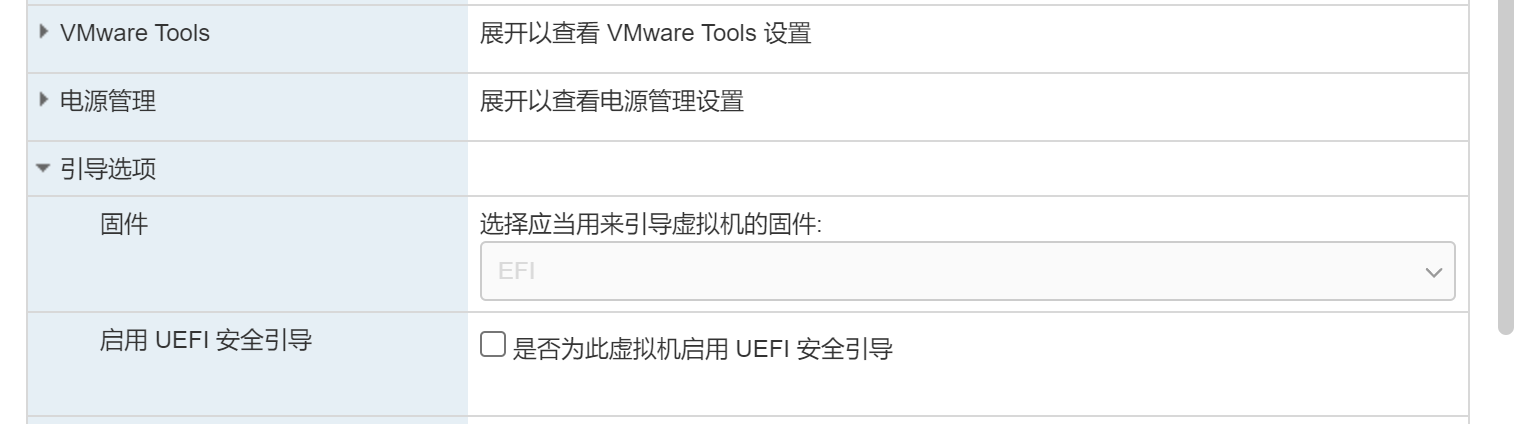 VMware Tools
展开以查看 VMware Tools 设置
电源管理
展开以查看电源管理设置
引导选项
固件
选择应当用来引导虚拟机的固件:
EFI
启用 UEFI 安全引导
是否为此虚拟机启用 UEFI 安全引导